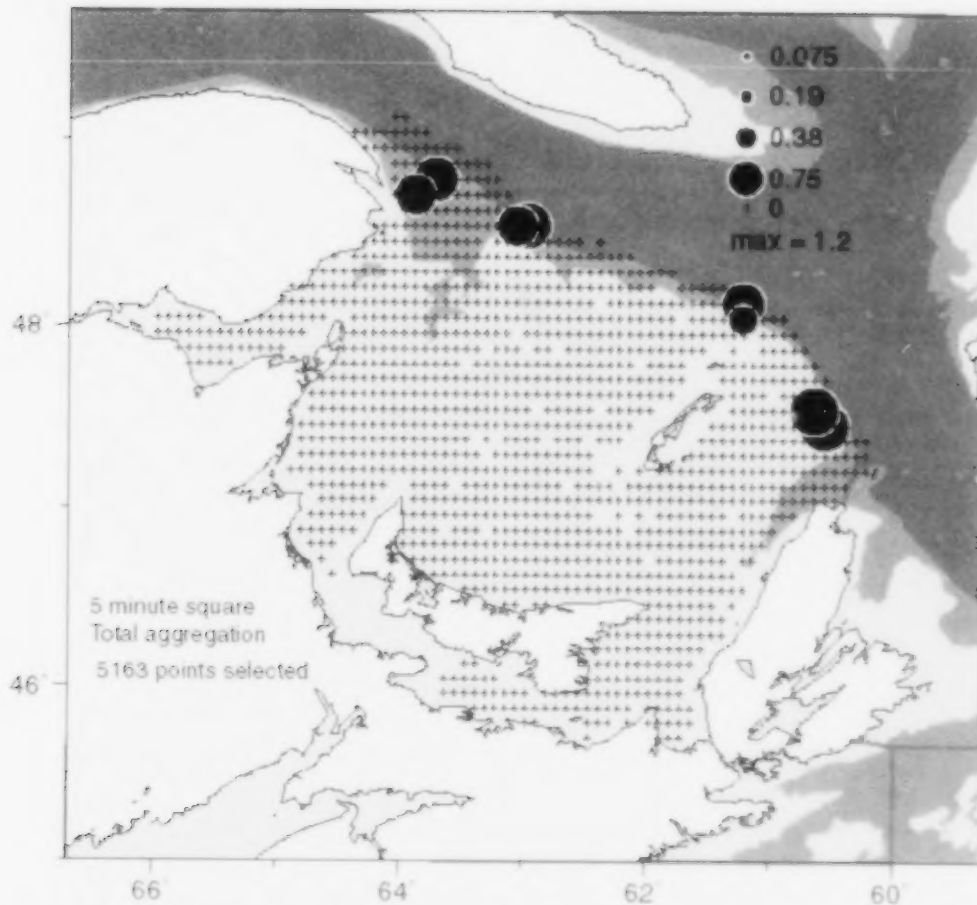 0.075
0.19
0.38
0.75
0
max = 1.2
48°
5 minute square
Total aggregation
5163 points selected
46°
66° 64° 62° 60°